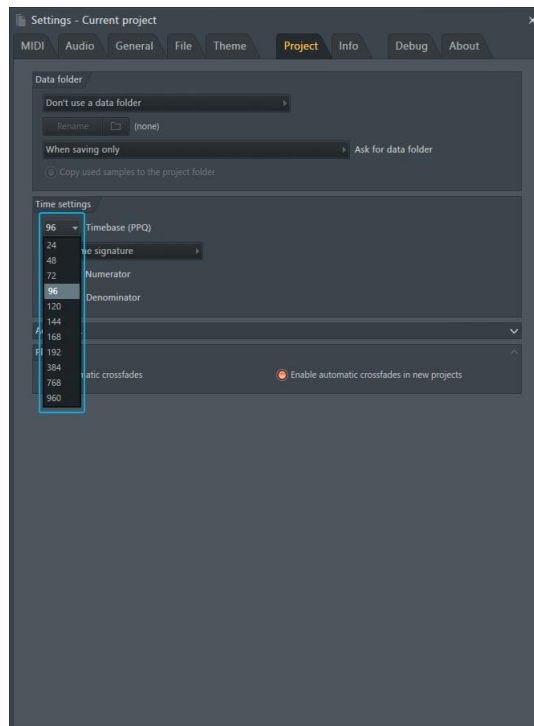 Settings - Current project
MIDI Audio General File Theme Project Info Debug About
Data folder
Don't use a data folder
Rename (none)
When saving only Ask for data folder
Copy used samples to the project folder
Time settings
96 Timebase (PPQ)
24
signature
48
72 Numerator
96
Denominator
120
144
168
192
384
crossfades Enable automatic crossfades in new projects
768
960